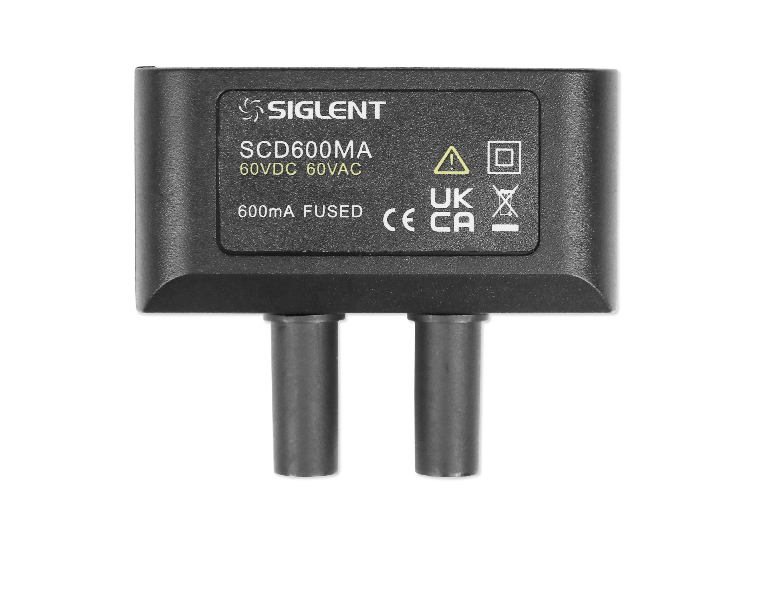 SIGLENT
SCD600MA
60VDC 60VAC
600mA FUSED
CE
UK
CA